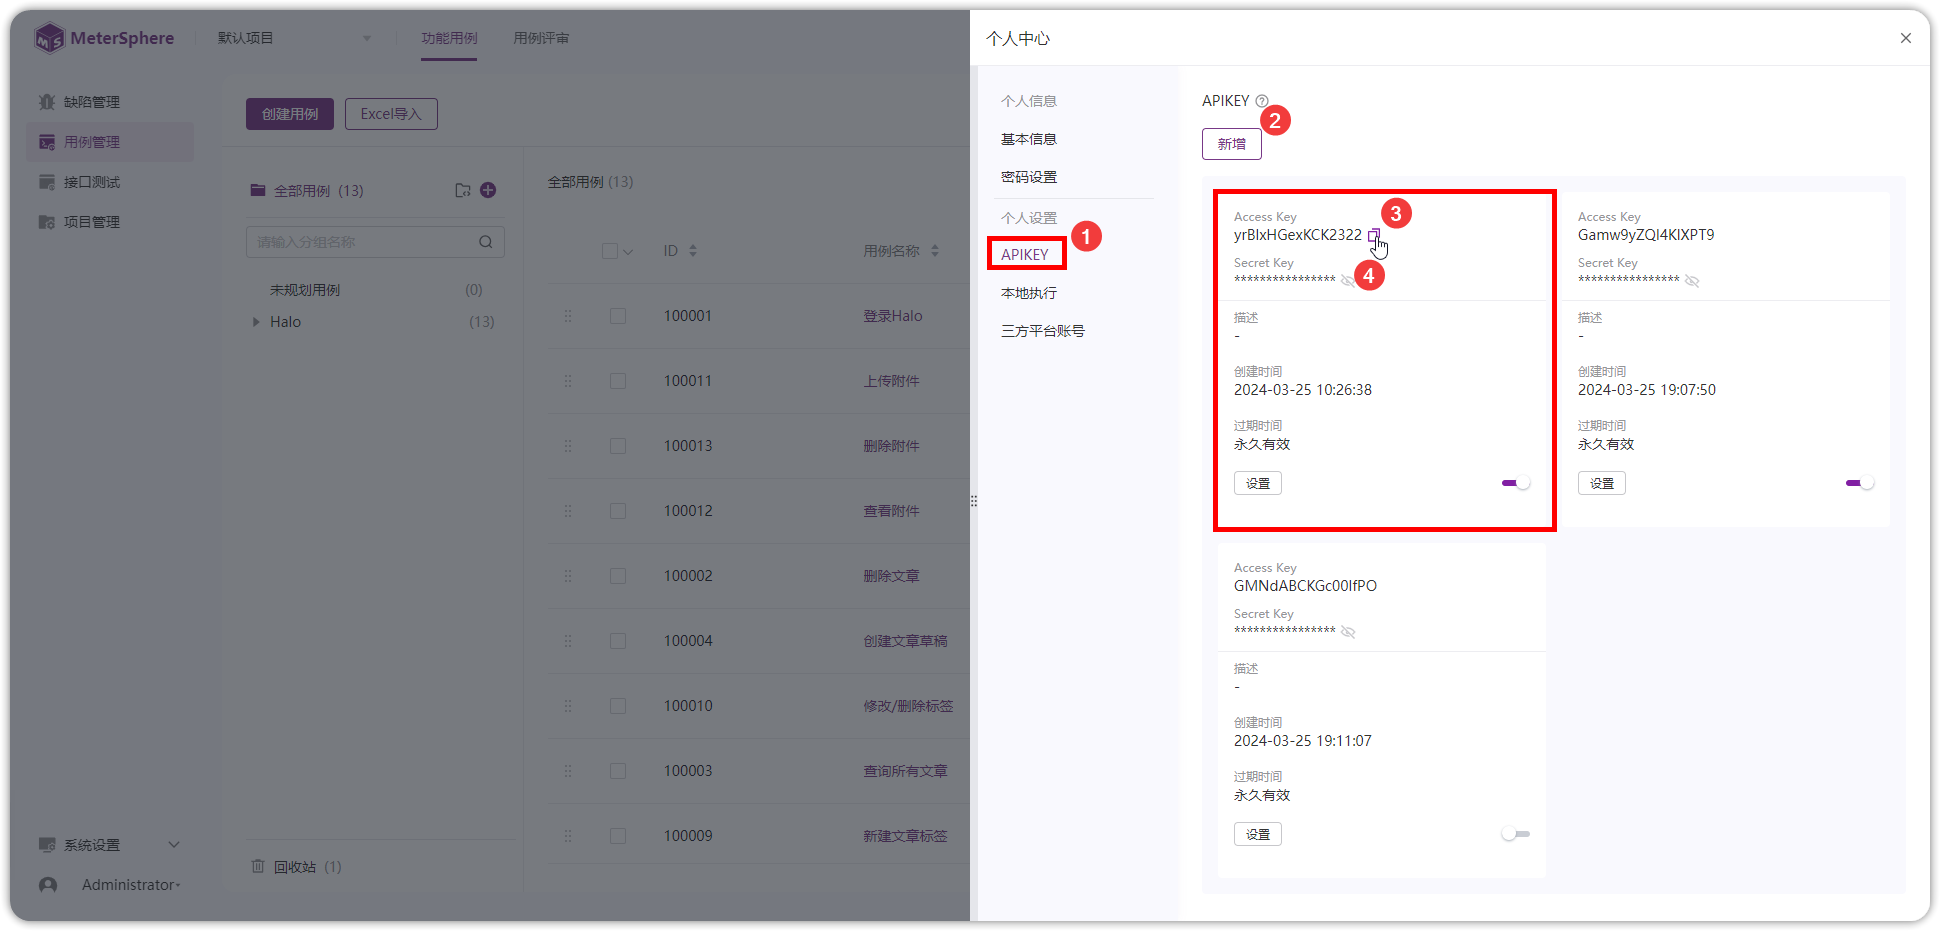 MeterSphere
默认项目
功能用例
用例评审
缺陷管理
用例管理
接口测试
项目管理
系统设置
Administrator
创建用例
Excel导入
全部用例 (13)
请输入分组名称
未规划用例 (0)
Halo (13)
回收站 (1)
全部用例 (13)
ID 用例名称
100001 登录Halo
100011 上传附件
100013 删除附件
100012 查看附件
100002 删除文章
100004 创建文章草稿
100010 修改/删除标签
100003 查询所有文章
100009 新建文章标签
个人中心
个人信息
基本信息
密码设置
个人设置
APIKEY
1
本地执行
三方平台账号
APIKEY
2
新增
Access Key
yrBIxHGexKCK2322
3
Secret Key
****************
4
描述
-
创建时间
2024-03-25 10:26:38
过期时间
永久有效
设置
Access Key
Gamw9yZQI4KIXPT9
Secret Key
****************
描述
-
创建时间
2024-03-25 19:07:50
过期时间
永久有效
设置
Access Key
GMNdABCKGc00IfPO
Secret Key
****************
描述
-
创建时间
2024-03-25 19:11:07
过期时间
永久有效
设置